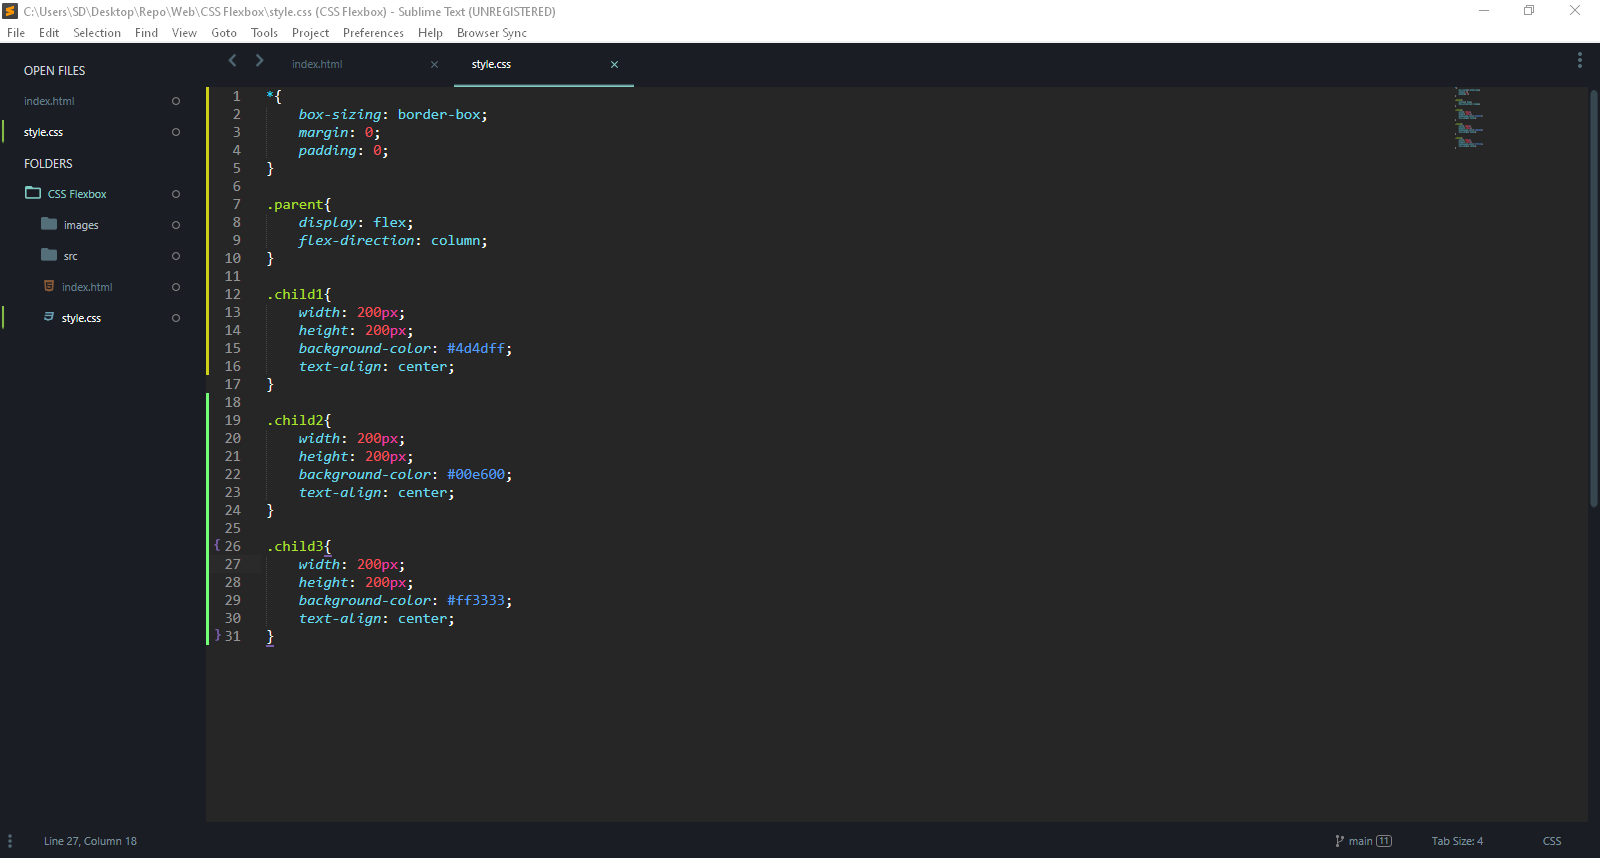 C:\Users\SD\Desktop\Repo\Web\CSS Flexbox\style.css (CSS Flexbox) - Sublime Text (UNREGISTERED)
File Edit Selection Find View Goto Tools Project Preferences Help Browser Sync
OPEN FILES
index.html
style.css
FOLDERS
CSS Flexbox
images
src
index.html
style.css
index.html style.css
1 *{
2 box-sizing: border-box;
3 margin: 0;
4 padding: 0;
5 }
6
7 .parent{
8 display: flex;
9 flex-direction: column;
10 }
11
12 .child1{
13 width: 200px;
14 height: 200px;
15 background-color: #4d4dff;
16 text-align: center;
17 }
18
19 .child2{
20 width: 200px;
21 height: 200px;
22 background-color: #00e600;
23 text-align: center;
24 }
25
{ 26 .child3{
27 width: 200px;
28 height: 200px;
29 background-color: #ff3333;
30 text-align: center;
} 31 }
Line 27, Column 18 main 11 Tab Size: 4 CSS